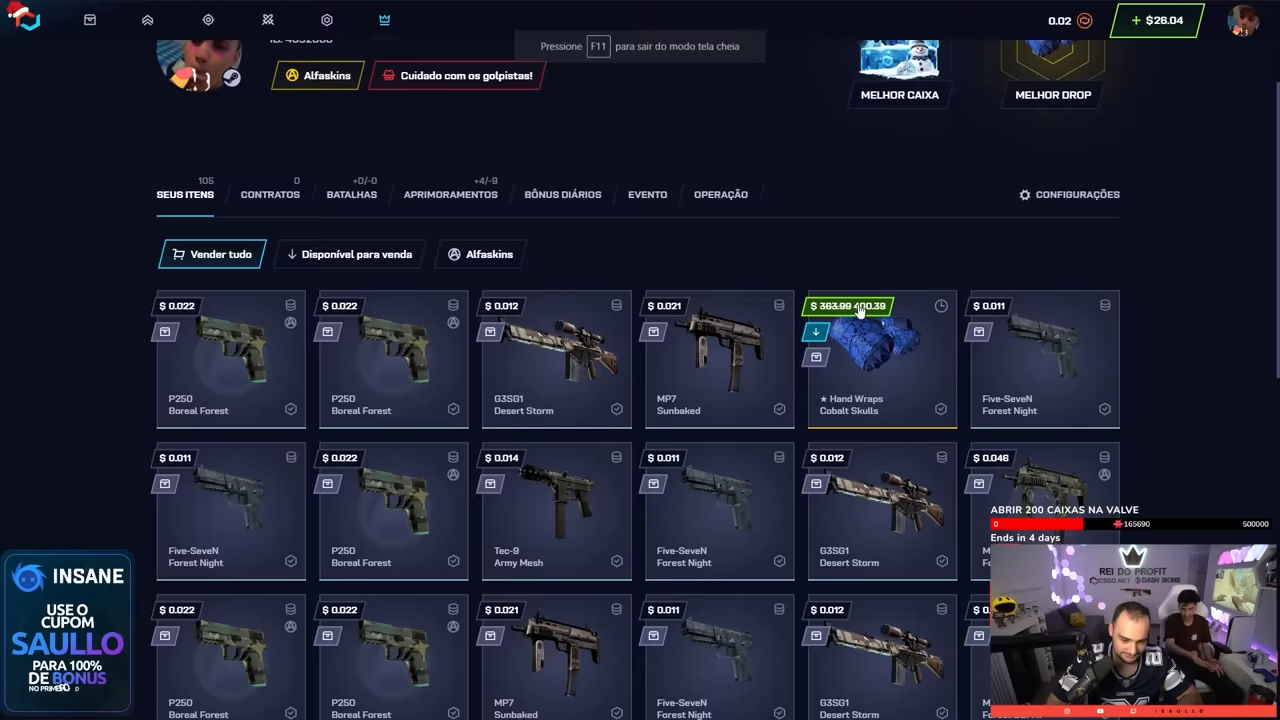 0.02
+ $26.04
Pressione F11 para sair do modo tela cheia
Alfaskins
Cuidado com os golpistas!
MELHOR CAIXA
MELHOR DROP
105
0
+0/-0
+4/-9
SEUS ITENS
CONTRATOS
BATALHAS
APRIMORAMENTOS
BÔNUS DIÁRIOS
EVENTO
OPERAÇÃO
CONFIGURAÇÕES
Vender tudo
Disponível para venda
Alfaskins
$ 0.022
P250
Boreal Forest
$ 0.022
P250
Boreal Forest
$ 0.012
G3SG1
Desert Storm
$ 0.021
MP7
Sunbaked
$ 363.99 400.39
★ Hand Wraps
Cobalt Skulls
$ 0.011
Five-SeveN
Forest Night
$ 0.011
Five-SeveN
Forest Night
$ 0.022
P250
Boreal Forest
$ 0.014
Tec-9
Army Mesh
$ 0.011
Five-SeveN
Forest Night
$ 0.012
G3SG1
Desert Storm
$ 0.046
$ 0.022
P250
Boreal Forest
$ 0.022
P250
Boreal Forest
$ 0.021
MP7
Sunbaked
$ 0.011
Five-SeveN
Forest Night
$ 0.012
G3SG1
Desert Storm
ABRIR 200 CAIXAS NA VALVE
0
165690
500000
Ends in 4 days
REI DO PROFIT
CSGO.NET
DASH SKINS
SAULLO
INSANE
USE O
CUPOM
SAULLO
PARA 100%
DE BONUS